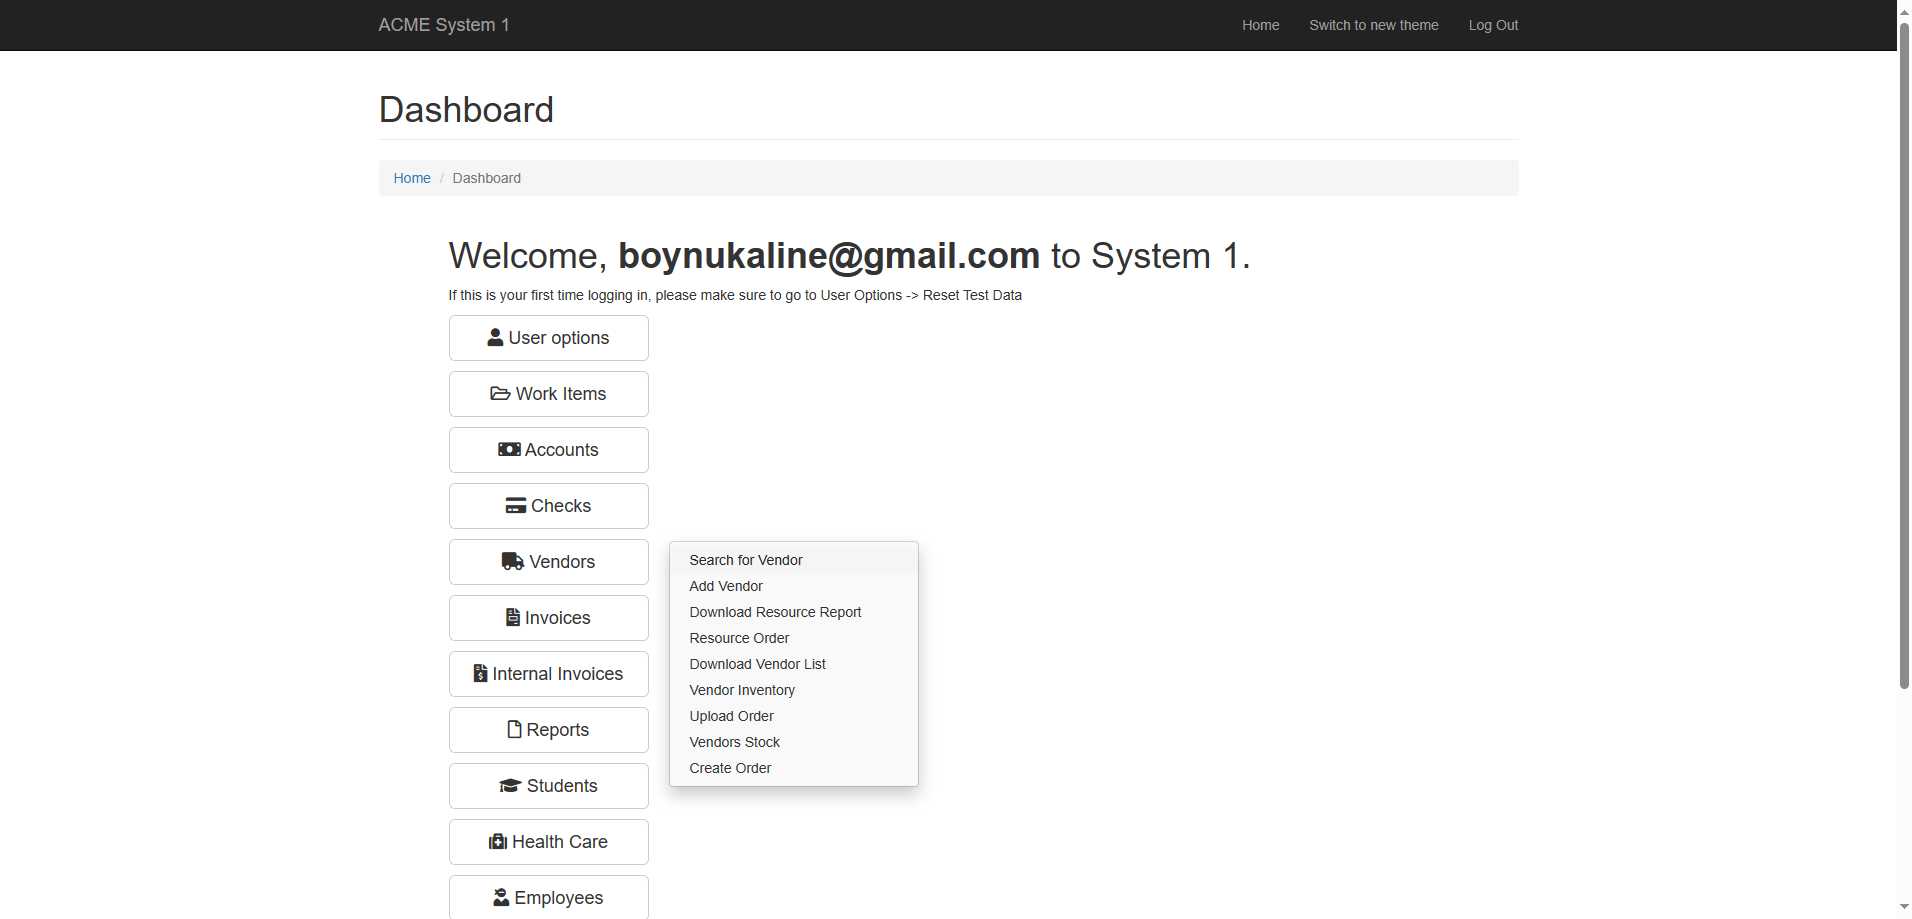 ACME System 1
Home
Switch to new theme
Log Out
Dashboard
Home / Dashboard
Welcome, boynukaline@gmail.com to System 1.
If this is your first time logging in, please make sure to go to User Options -> Reset Test Data
User options
Work Items
Accounts
Checks
Vendors
Search for Vendor
Add Vendor
Download Resource Report
Resource Order
Download Vendor List
Vendor Inventory
Upload Order
Vendors Stock
Create Order
Invoices
Internal Invoices
Reports
Students
Health Care
Employees